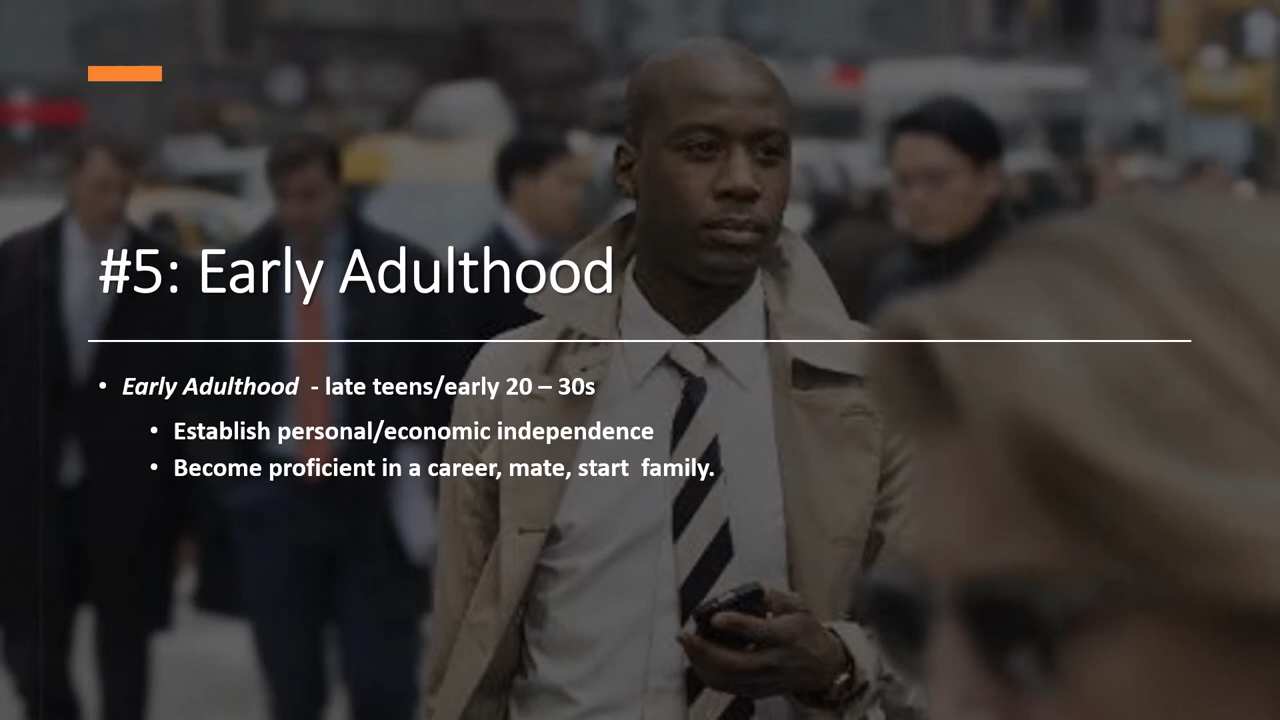 #5: Early Adulthood
• Early Adulthood - late teens/early 20 – 30s
• Establish personal/economic independence
• Become proficient in a career, mate, start family.